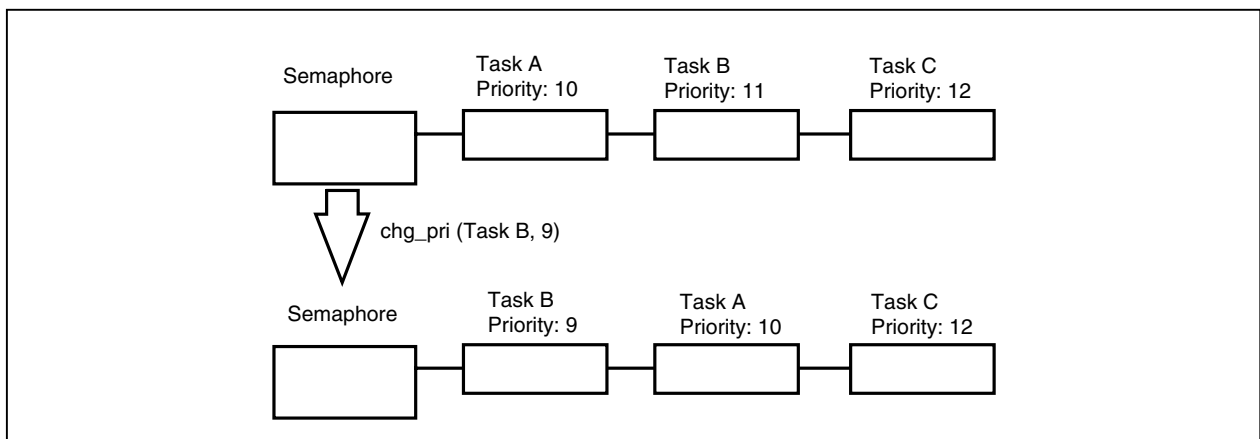 Semaphore
Task A
Priority: 10
Task B
Priority: 11
Task C
Priority: 12
chg_pri (Task B, 9)
Semaphore
Task B
Priority: 9
Task A
Priority: 10
Task C
Priority: 12